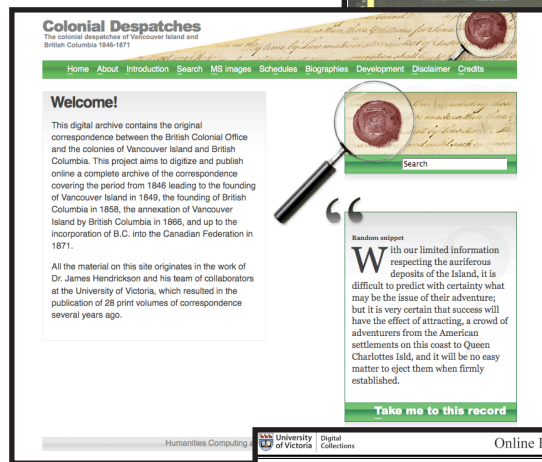 Colonial Despatches
The colonial despatches of Vancouver Island and
British Columbia 1846-1871
Home About Introduction Search MS images Schedules Biographies Development Disclaimer Credits
Welcome!
This digital archive contains the original
correspondence between the British Colonial Office
and the colonies of Vancouver Island and British
Columbia. This project aims to digitize and publish
online a complete archive of the correspondence
covering the period from 1846 leading to the founding
of Vancouver Island in 1849, the founding of British
Columbia in 1858, the annexation of Vancouver
Island by British Columbia in 1866, and up to the
incorporation of B.C. into the Canadian Federation in
1871.
All the material on this site originates in the work of
Dr. James Hendrickson and his team of collaborators
at the University of Victoria, which resulted in the
publication of 28 print volumes of correspondence
several years ago.
Search
“
Random snippet
With our limited information
respecting the auriferous
deposits of the Island, it is
difficult to predict with certainty what
may be the issue of their adventure;
but it is very certain that success will
have the effect of attracting, a crowd of
adventurers from the American
settlements on this coast to Queen
Charlottes Isld, and it will be no easy
matter to eject them when firmly
established.
Take me to this record
Humanities Computing a
University
of Victoria
Digital
Collections
Online